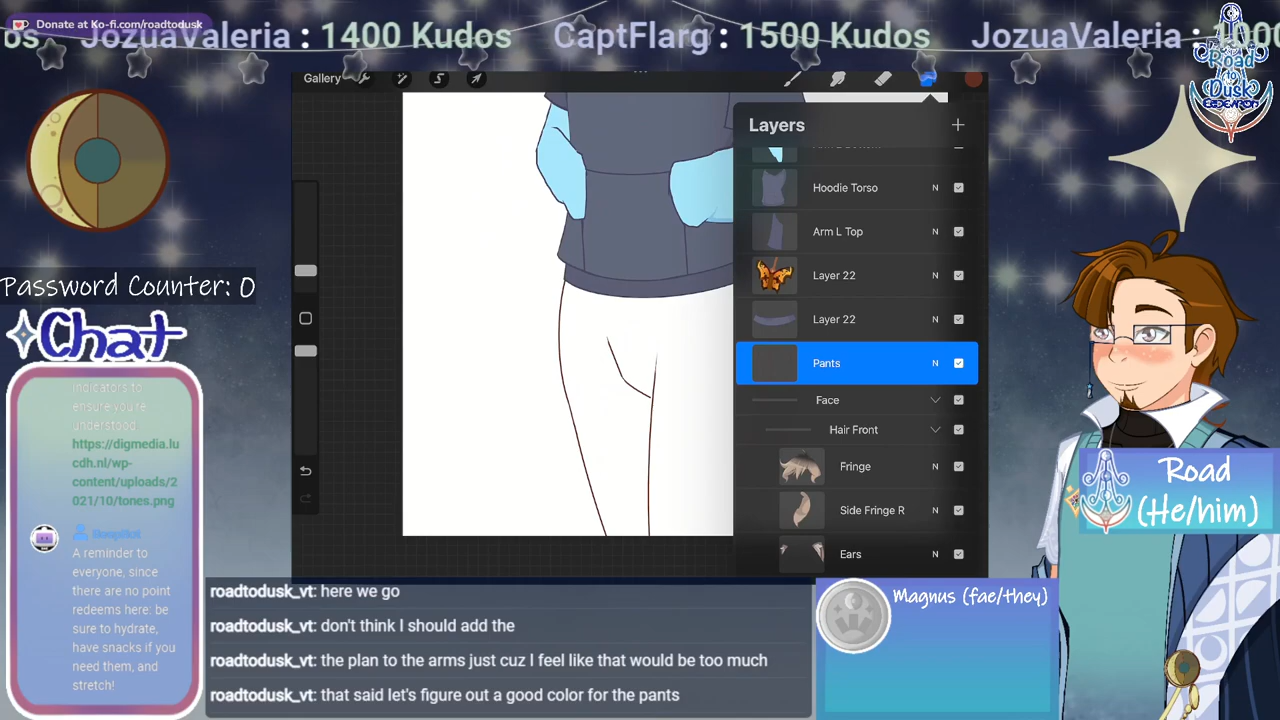 Donate at Ko-fi.com/roadtodusk
os JozuaValeria : 1400 Kudos CaptFlarg : 1500 Kudos JozuaValeria : 1000
Road
to
Dusk
Gallery
S
Layers
+
Hoodie Torso N
Arm L Top N
Layer 22 N
Layer 22 N
Pants N
Face
Hair Front
Fringe N
Side Fringe R N
Ears N
Password Counter: 0
Chat
indicators to
ensure you're
understood
https://digmedia.lu
cdh.nl/wp-
content/uploads/2
021/10/tones.png
A reminder to
everyone, since
there are no point
redeems here: be
sure to hydrate,
have snacks if you
need them, and
stretch!
roadtodusk_vt: here we go
roadtodusk_vt: don't think I should add the
roadtodusk_vt: the plan to the arms just cuz I feel like that would be too much
roadtodusk_vt: that said let's figure out a good color for the pants
Road
(He/him)
Magnus (fae/they)